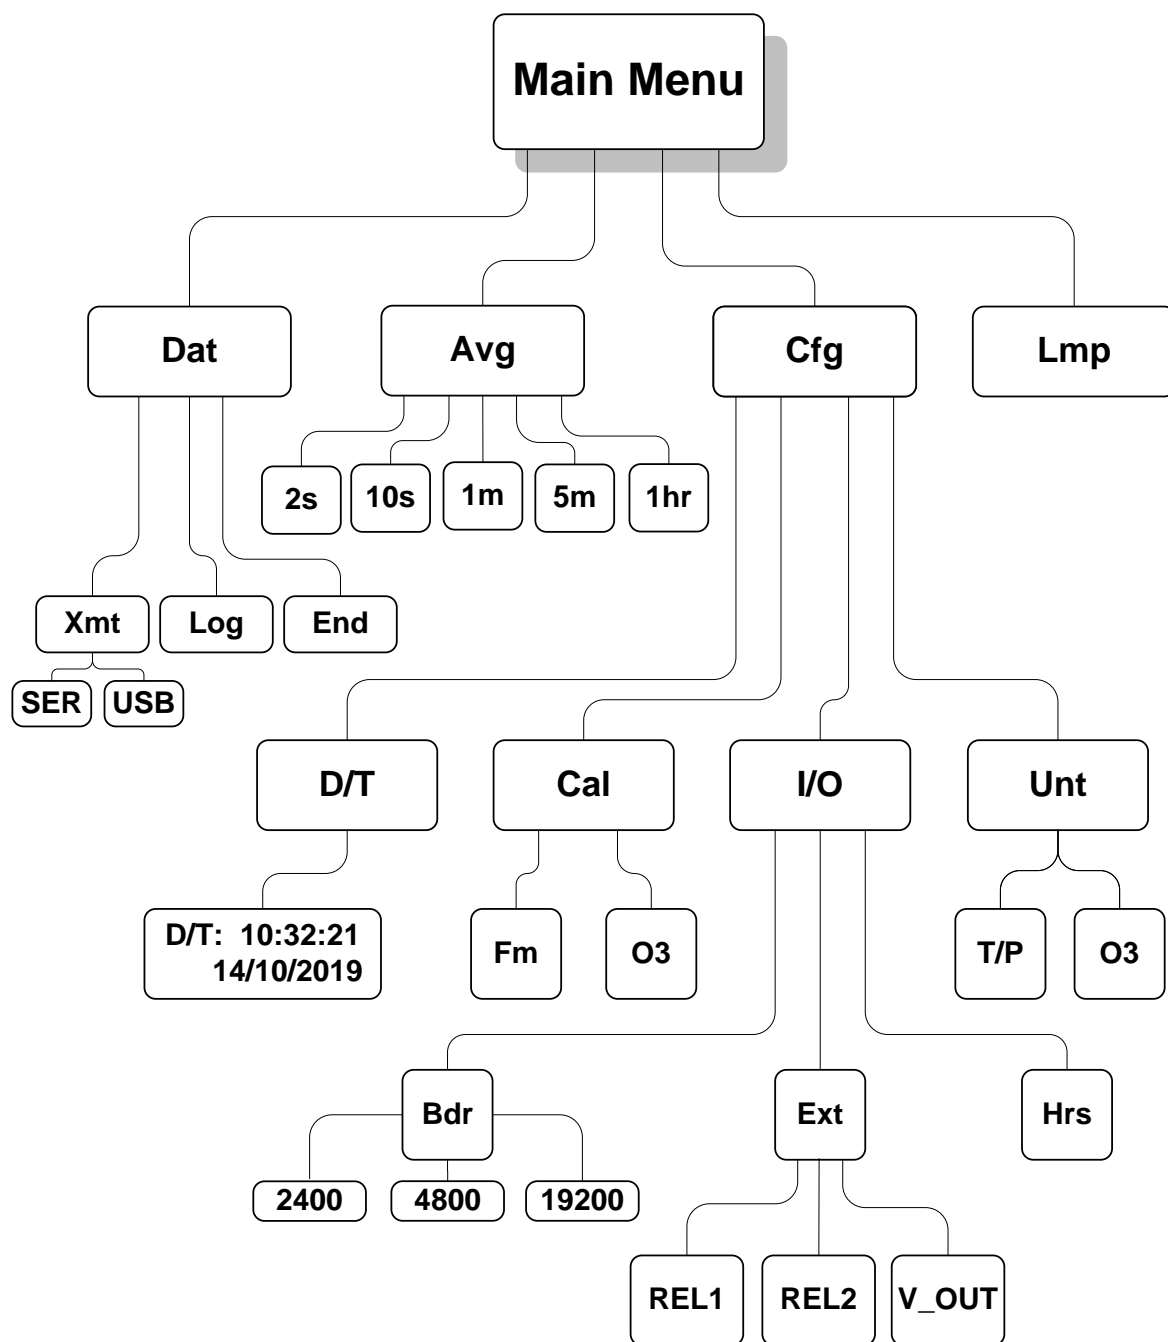 Main Menu
Dat
Avg
Cfg
Lmp
2s
10s
1m
5m
1hr
Xmt
Log
End
SER
USB
D/T
Cal
I/O
Unt
D/T: 10:32:21
14/10/2019
Fm
O3
T/P
O3
Bdr
Ext
Hrs
2400
4800
19200
REL1
REL2
V_OUT